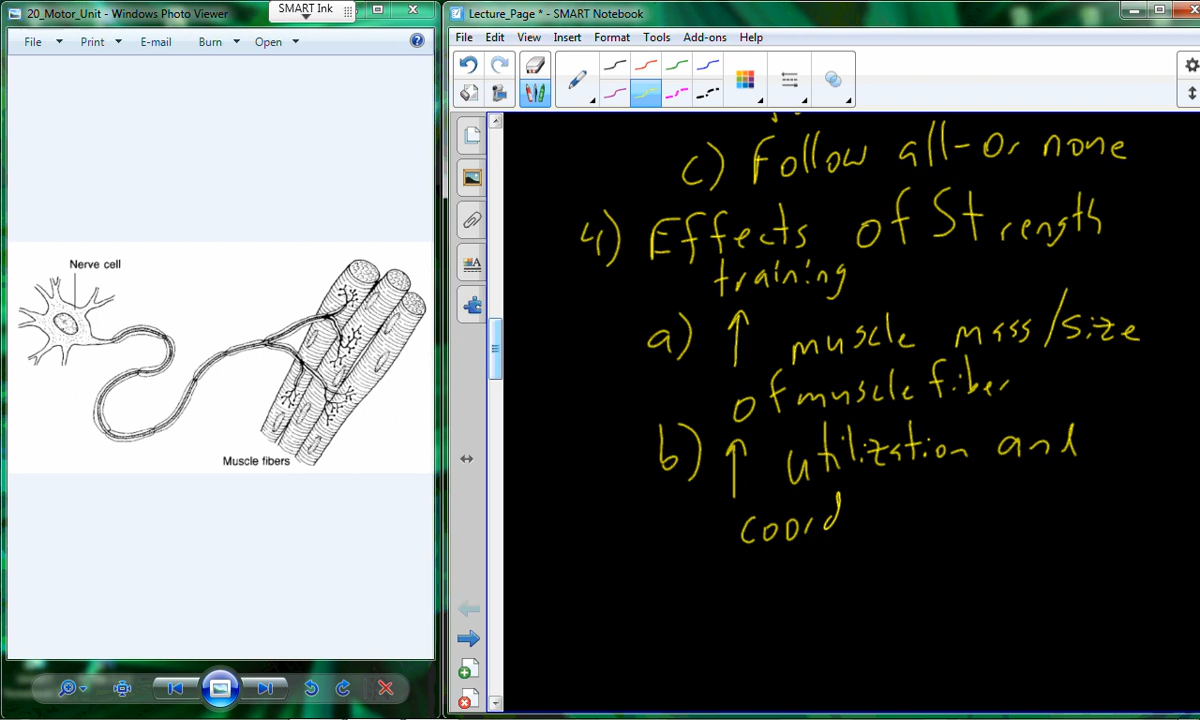 20_Motor_Unit - Windows Photo Viewer
SMART Ink
File Print E-mail Burn Open
Nerve cell
Muscle fibers
Lecture_Page * - SMART Notebook
File Edit View Insert Format Tools Add-ons Help
c) Follow all-or none
4) Effects of Strength
training
a) ↑ muscle mass/size
of muscle fiber
b) ↑ utilization and
coord